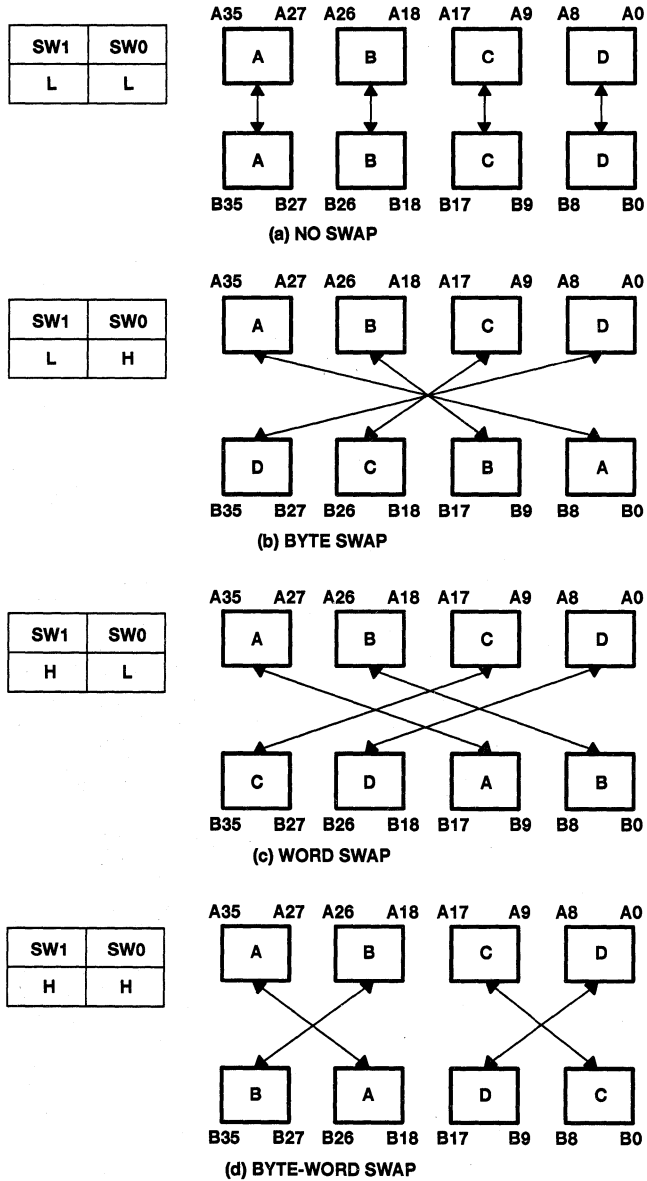 A35 A27 A26 A18 A17 A9 A8 A0
SW1 SW0
L L
A B C D
A B C D
B35 B27 B26 B18 B17 B9 B8 B0
(a) NO SWAP
A35 A27 A26 A18 A17 A9 A8 A0
SW1 SW0
L H
A B C D
D C B A
B35 B27 B26 B18 B17 B9 B8 B0
(b) BYTE SWAP
A35 A27 A26 A18 A17 A9 A8 A0
SW1 SW0
H L
A B C D
C D A B
B35 B27 B26 B18 B17 B9 B8 B0
(c) WORD SWAP
A35 A27 A26 A18 A17 A9 A8 A0
SW1 SW0
H H
A B C D
B A D C
B35 B27 B26 B18 B17 B9 B8 B0
(d) BYTE-WORD SWAP